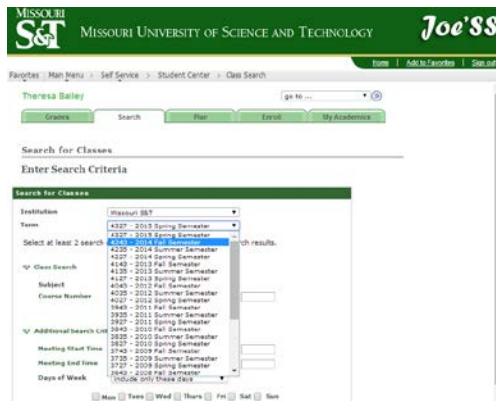 MISSOURI
S&T
MISSOURI UNIVERSITY OF SCIENCE AND TECHNOLOGY
Joe'SS
Home | Add to Favorites | Sign out
Favorites | Main Menu > Self Service > Student Center > Class Search
Theresa Bailey
go to ...
Grades Search Plan Enroll My Academics
Search for Classes
Enter Search Criteria
Search for Classes
Institution Missouri S&T
Term 4327 - 2015 Spring Semester
4327 - 2015 Spring Semester
4243 - 2014 Fall Semester
4235 - 2014 Summer Semester
4227 - 2014 Spring Semester
4143 - 2013 Fall Semester
4135 - 2013 Summer Semester
4127 - 2013 Spring Semester
4043 - 2012 Fall Semester
4035 - 2012 Summer Semester
4027 - 2012 Spring Semester
3943 - 2011 Fall Semester
3935 - 2011 Summer Semester
3927 - 2011 Spring Semester
3843 - 2010 Fall Semester
3835 - 2010 Summer Semester
3827 - 2010 Spring Semester
3743 - 2009 Fall Semester
3735 - 2009 Summer Semester
3727 - 2009 Spring Semester
3643 - 2008 Fall Semester
Select at least 2 search
rch results.
Class Search
Subject
Course Number
Additional Search Crit
Meeting Start Time
Meeting End Time
Days of Week include only these days
Mon Tues Wed Thurs Fri Sat Sun